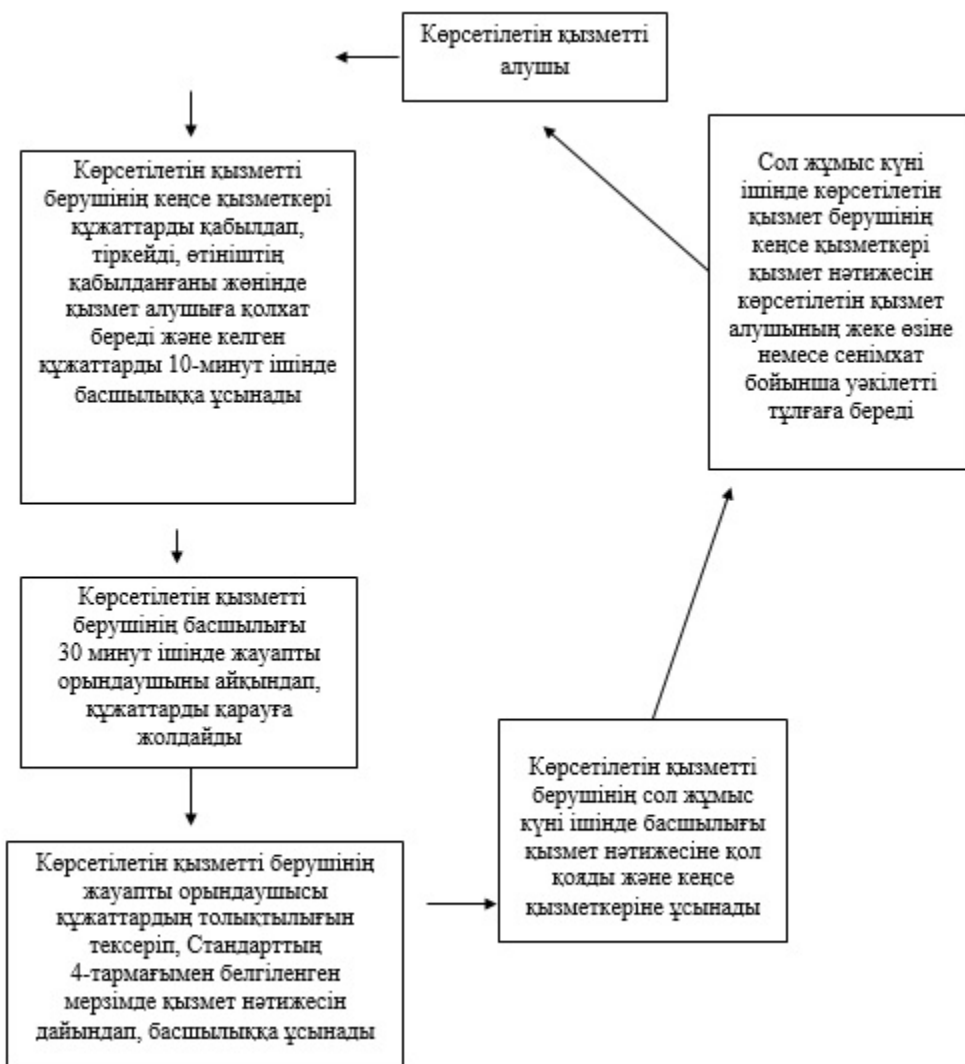 Көрсетілетін қызметті
алушы
Көрсетілетін қызметті
берушінің кеңсе қызметкері
құжаттарды қабылдап,
тіркейді, өтініштің
қабылданғаны жөнінде
қызмет алушыға қолхат
береді және келген
құжаттарды 10-минут ішінде
басшылыққа ұсынады
Көрсетілетін қызметті
берушінің басшылығы
30 минут ішінде жауапты
орындаушыны айқындап,
құжаттарды қарауға
жолдайды
Көрсетілетін қызметті берушінің
жауапты орындаушысы
құжаттардың толықтылығын
тексеріп, Стандарттың
4-тармағымен белгіленген
мерзімде қызмет нәтижесін
дайындап, басшылыққа ұсынады
Көрсетілетін қызметті
берушінің сол жұмыс
күні ішінде басшылығы
қызмет нәтижесіне қол
қояды және кеңсе
қызметкеріне ұсынады
Сол жұмыс күні
ішінде көрсетілетін
қызмет берушінің
кеңсе қызметкері
қызмет нәтижесін
көрсетілетін қызмет
алушының жеке өзіне
немесе сенімхат
бойынша уәкілетті
тұлғаға береді